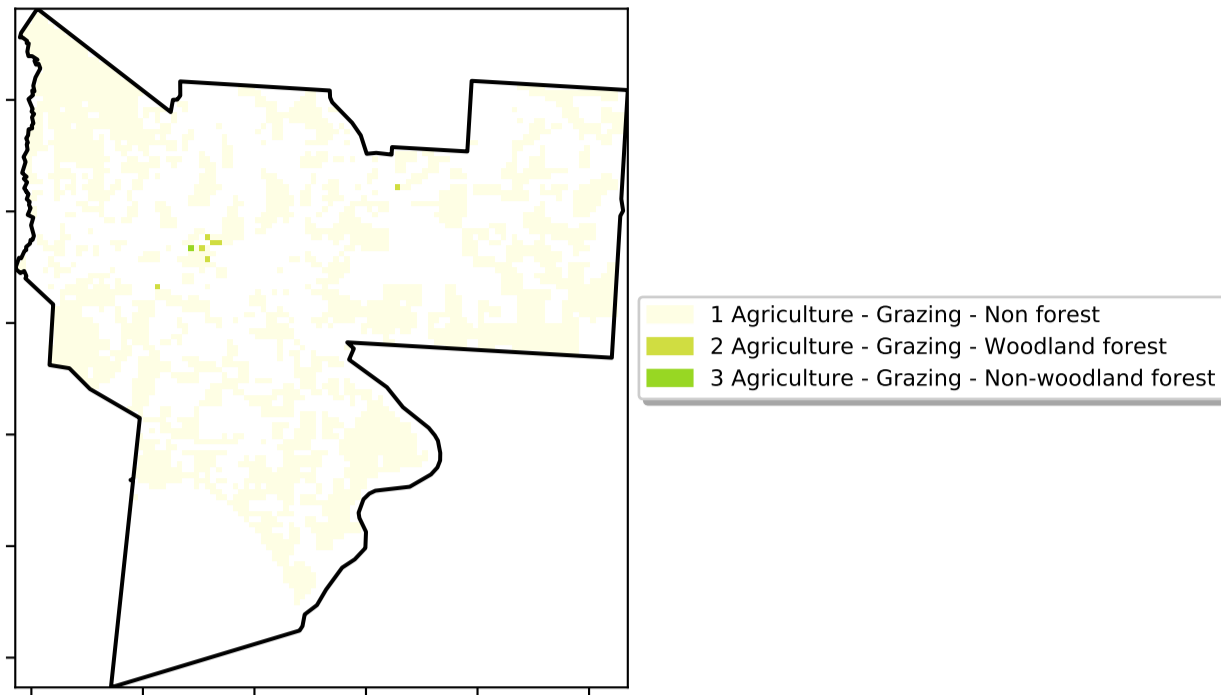 1 Agriculture - Grazing - Non forest
2 Agriculture - Grazing - Woodland forest
3 Agriculture - Grazing - Non-woodland forest